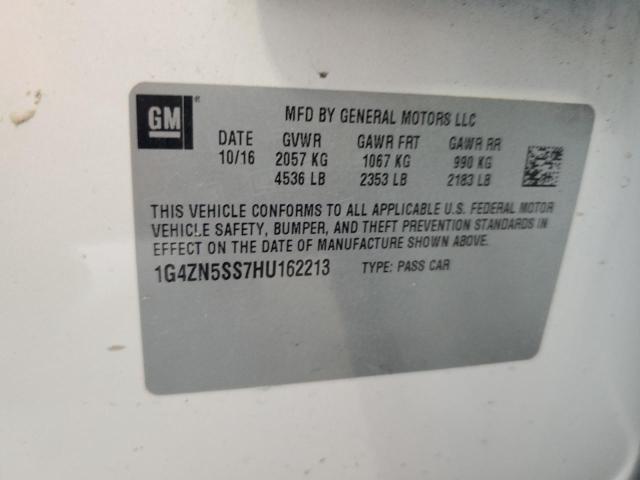 GM ® MFD BY GENERAL MOTORS LLC
DATE GVWR GAWR FRT GAWR RR
10/16 2057 KG 1067 KG 990 KG
4536 LB 2353 LB 2183 LB
THIS VEHICLE CONFORMS TO ALL APPLICABLE U.S. FEDERAL MOTOR
VEHICLE SAFETY, BUMPER, AND THEFT PREVENTION STANDARDS IN
EFFECT ON THE DATE OF MANUFACTURE SHOWN ABOVE.
1G4ZN5SS7HU162213 TYPE: PASS CAR